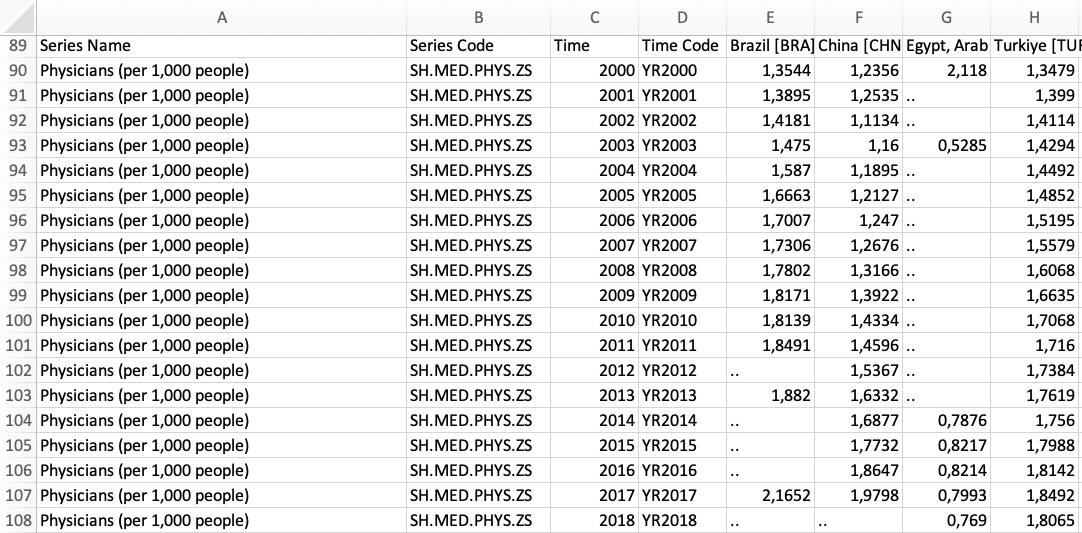 A B C D E F G H
89 Series Name Series Code Time Time Code Brazil [BRA] China [CHN Egypt, Arab Turkiye [TUR
90 Physicians (per 1,000 people) SH.MED.PHYS.ZS 2000 YR2000 1,3544 1,2356 2,118 1,3479
91 Physicians (per 1,000 people) SH.MED.PHYS.ZS 2001 YR2001 1,3895 1,2535 .. 1,399
92 Physicians (per 1,000 people) SH.MED.PHYS.ZS 2002 YR2002 1,4181 1,1134 .. 1,4114
93 Physicians (per 1,000 people) SH.MED.PHYS.ZS 2003 YR2003 1,475 1,16 0,5285 1,4294
94 Physicians (per 1,000 people) SH.MED.PHYS.ZS 2004 YR2004 1,587 1,1895 .. 1,4492
95 Physicians (per 1,000 people) SH.MED.PHYS.ZS 2005 YR2005 1,6663 1,2127 .. 1,4852
96 Physicians (per 1,000 people) SH.MED.PHYS.ZS 2006 YR2006 1,7007 1,247 .. 1,5195
97 Physicians (per 1,000 people) SH.MED.PHYS.ZS 2007 YR2007 1,7306 1,2676 .. 1,5579
98 Physicians (per 1,000 people) SH.MED.PHYS.ZS 2008 YR2008 1,7802 1,3166 .. 1,6068
99 Physicians (per 1,000 people) SH.MED.PHYS.ZS 2009 YR2009 1,8171 1,3922 .. 1,6635
100 Physicians (per 1,000 people) SH.MED.PHYS.ZS 2010 YR2010 1,8139 1,4334 .. 1,7068
101 Physicians (per 1,000 people) SH.MED.PHYS.ZS 2011 YR2011 1,8491 1,4596 .. 1,716
102 Physicians (per 1,000 people) SH.MED.PHYS.ZS 2012 YR2012 .. 1,5367 .. 1,7384
103 Physicians (per 1,000 people) SH.MED.PHYS.ZS 2013 YR2013 1,882 1,6332 .. 1,7619
104 Physicians (per 1,000 people) SH.MED.PHYS.ZS 2014 YR2014 .. 1,6877 0,7876 1,756
105 Physicians (per 1,000 people) SH.MED.PHYS.ZS 2015 YR2015 .. 1,7732 0,8217 1,7988
106 Physicians (per 1,000 people) SH.MED.PHYS.ZS 2016 YR2016 .. 1,8647 0,8214 1,8142
107 Physicians (per 1,000 people) SH.MED.PHYS.ZS 2017 YR2017 2,1652 1,9798 0,7993 1,8492
108 Physicians (per 1,000 people) SH.MED.PHYS.ZS 2018 YR2018 .. .. 0,769 1,8065